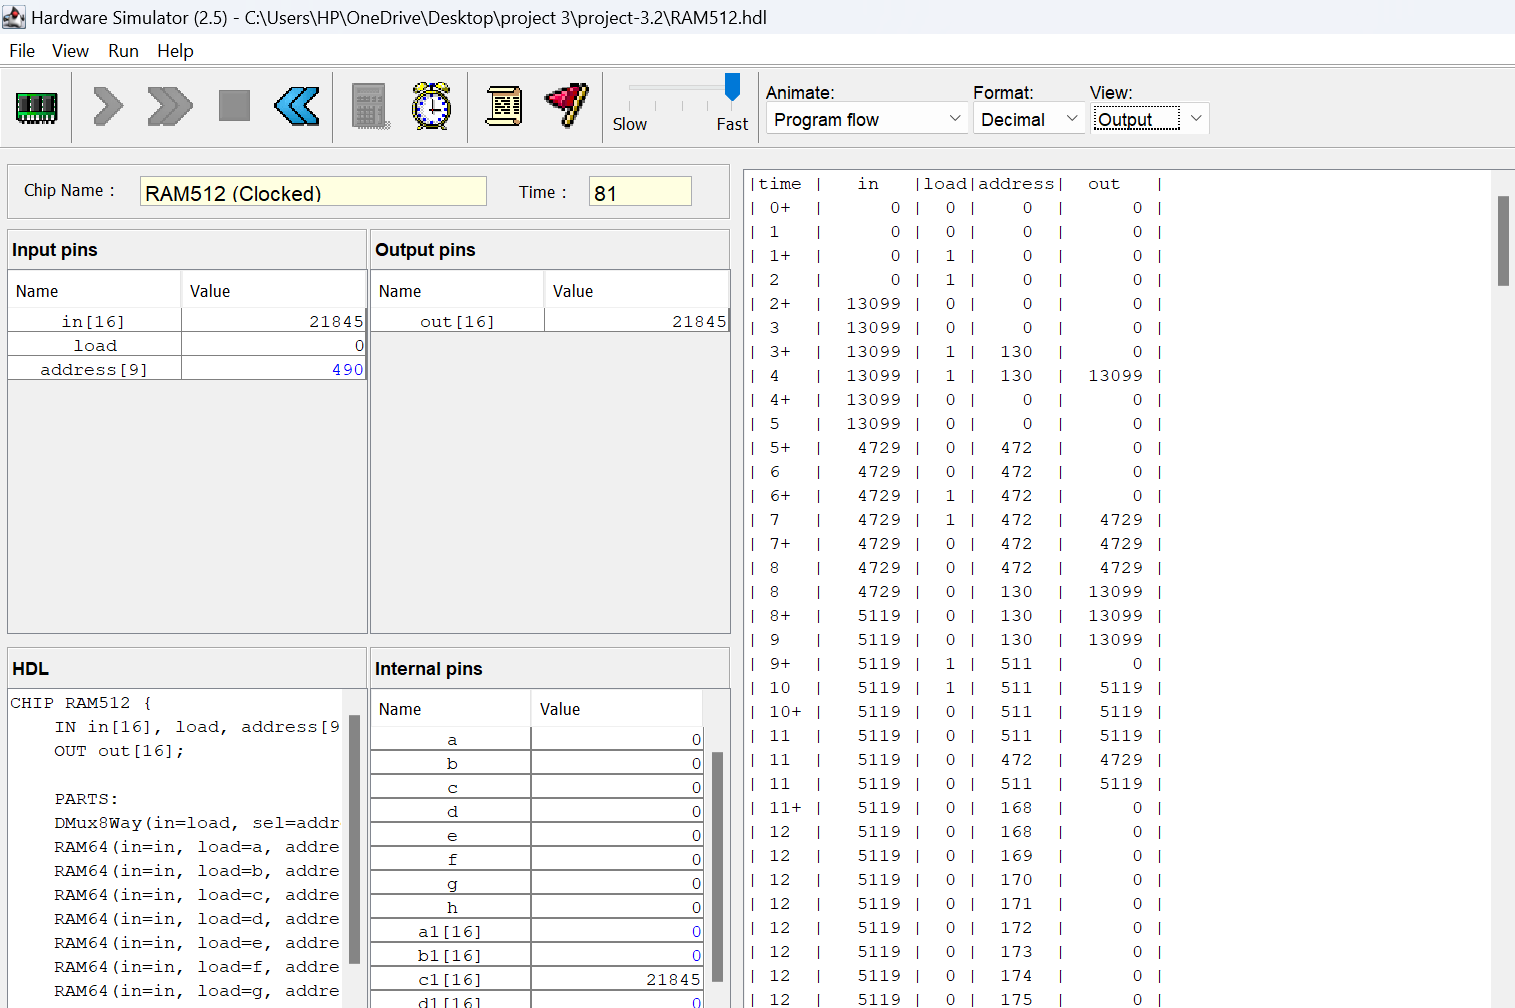 Hardware Simulator (2.5) - C:\Users\HP\OneDrive\Desktop\project 3\project-3.2\RAM512.hdl
File View Run Help
Slow Fast
Animate: Format: View:
Program flow Decimal Output
Chip Name : RAM512 (Clocked) Time : 81
Input pins
Name Value
in[16] 21845
load 0
address[9] 490
Output pins
Name Value
out[16] 21845
HDL
CHIP RAM512 {
IN in[16], load, address[9
OUT out[16];
PARTS:
DMux8Way(in=load, sel=addr
RAM64(in=in, load=a, addre
RAM64(in=in, load=b, addre
RAM64(in=in, load=c, addre
RAM64(in=in, load=d, addre
RAM64(in=in, load=e, addre
RAM64(in=in, load=f, addre
RAM64(in=in, load=g, addre
Internal pins
Name Value
a 0
b 0
c 0
d 0
e 0
f 0
g 0
h 0
a1[16] 0
b1[16] 0
c1[16] 21845
d1[16] 0
|time | in |load|address| out |
| 0+ | 0 | 0 | 0 | 0 |
| 1 | 0 | 0 | 0 | 0 |
| 1+ | 0 | 1 | 0 | 0 |
| 2 | 0 | 1 | 0 | 0 |
| 2+ | 13099 | 0 | 0 | 0 |
| 3 | 13099 | 0 | 0 | 0 |
| 3+ | 13099 | 1 | 130 | 0 |
| 4 | 13099 | 1 | 130 | 13099 |
| 4+ | 13099 | 0 | 0 | 0 |
| 5 | 13099 | 0 | 0 | 0 |
| 5+ | 4729 | 0 | 472 | 0 |
| 6 | 4729 | 0 | 472 | 0 |
| 6+ | 4729 | 1 | 472 | 0 |
| 7 | 4729 | 1 | 472 | 4729 |
| 7+ | 4729 | 0 | 472 | 4729 |
| 8 | 4729 | 0 | 472 | 4729 |
| 8 | 4729 | 0 | 130 | 13099 |
| 8+ | 5119 | 0 | 130 | 13099 |
| 9 | 5119 | 0 | 130 | 13099 |
| 9+ | 5119 | 1 | 511 | 0 |
| 10 | 5119 | 1 | 511 | 5119 |
| 10+ | 5119 | 0 | 511 | 5119 |
| 11 | 5119 | 0 | 511 | 5119 |
| 11 | 5119 | 0 | 472 | 4729 |
| 11 | 5119 | 0 | 511 | 5119 |
| 11+ | 5119 | 0 | 168 | 0 |
| 12 | 5119 | 0 | 168 | 0 |
| 12 | 5119 | 0 | 169 | 0 |
| 12 | 5119 | 0 | 170 | 0 |
| 12 | 5119 | 0 | 171 | 0 |
| 12 | 5119 | 0 | 172 | 0 |
| 12 | 5119 | 0 | 173 | 0 |
| 12 | 5119 | 0 | 174 | 0 |
| 12 | 5119 | 0 | 175 | 0 |